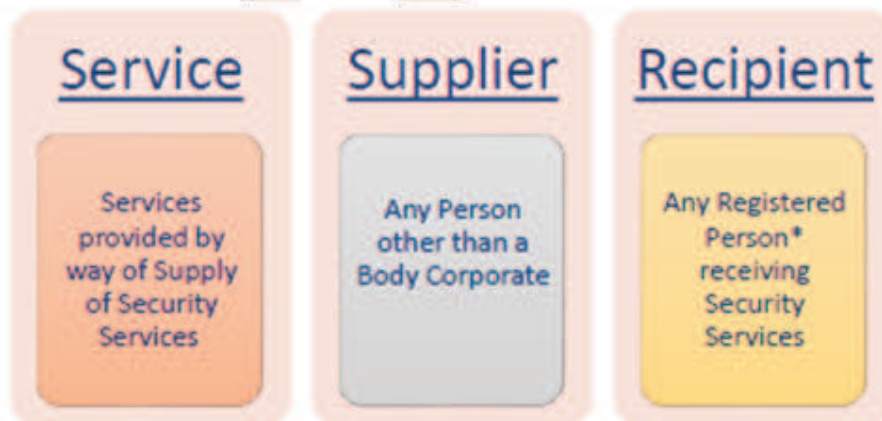 Service
Services
provided by
way of Supply
of Security
Services
Supplier
Any Person
other than a
Body Corporate
Recipient
Any Registered
Person*
receiving
Security
Services